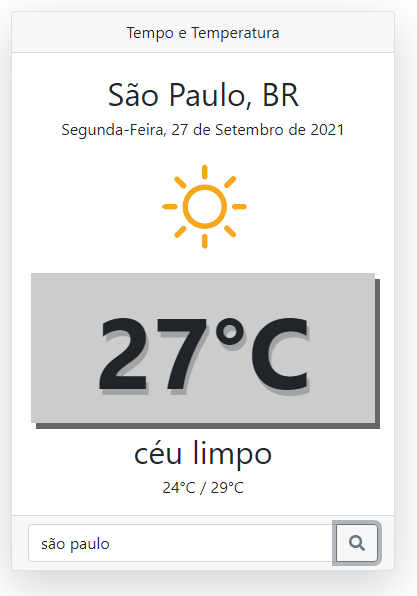 Tempo e Temperatura
São Paulo, BR
Segunda-Feira, 27 de Setembro de 2021
27°C
céu limpo
24°C / 29°C
são paulo